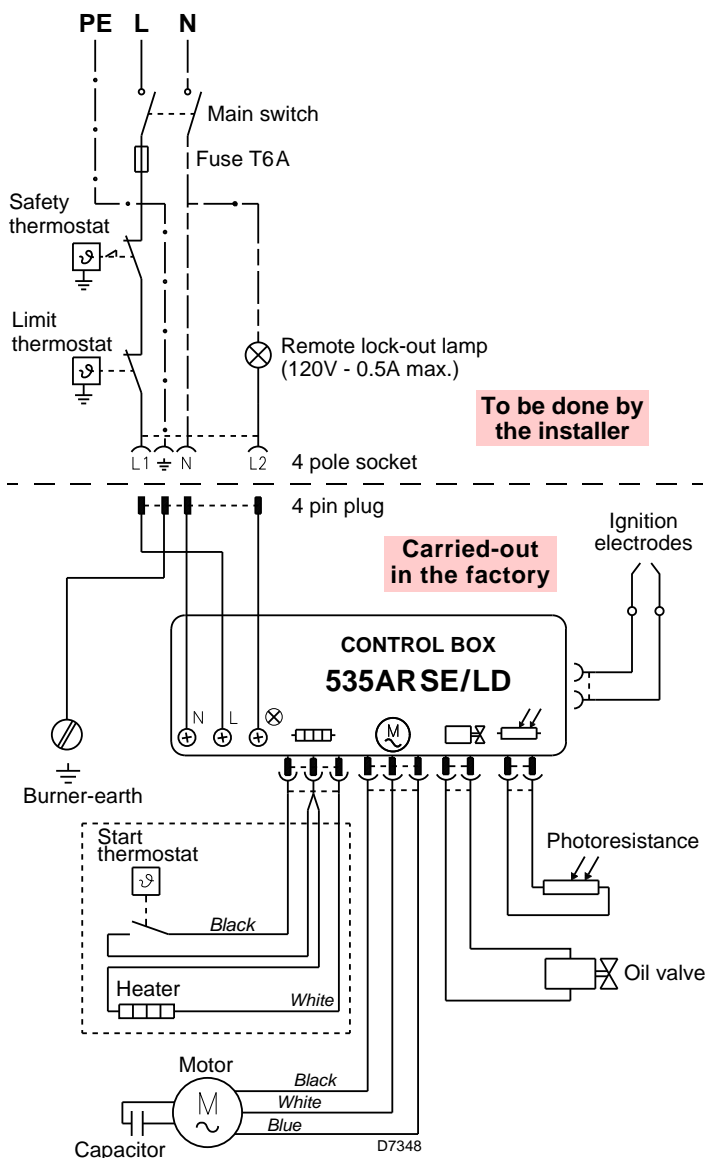 PE L N
Main switch
Fuse T6A
Safety
thermostat
ϑ
Limit
thermostat
ϑ
Remote lock-out lamp
(120V - 0.5A max.)
To be done by
the installer
L1 N L2 4 pole socket
4 pin plug
Ignition
electrodes
Carried-out
in the factory
CONTROL BOX
535AR SE/LD
N L
M
Burner-earth
Start
thermostat
ϑ
Photoresistance
Black
Heater
White
Oil valve
Motor
M
Black
White
Blue
Capacitor
D7348